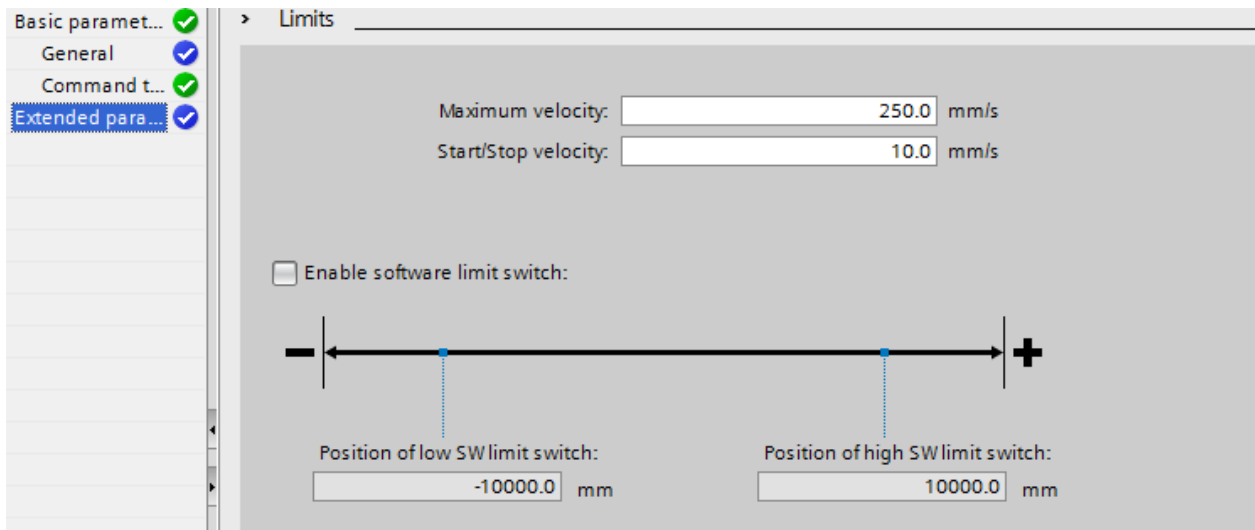 Basic paramet...
General
Command t...
Extended para...
> Limits
Maximum velocity: 250.0 mm/s
Start/Stop velocity: 10.0 mm/s
Enable software limit switch:
Position of low SW limit switch: Position of high SW limit switch:
-10000.0 mm 10000.0 mm